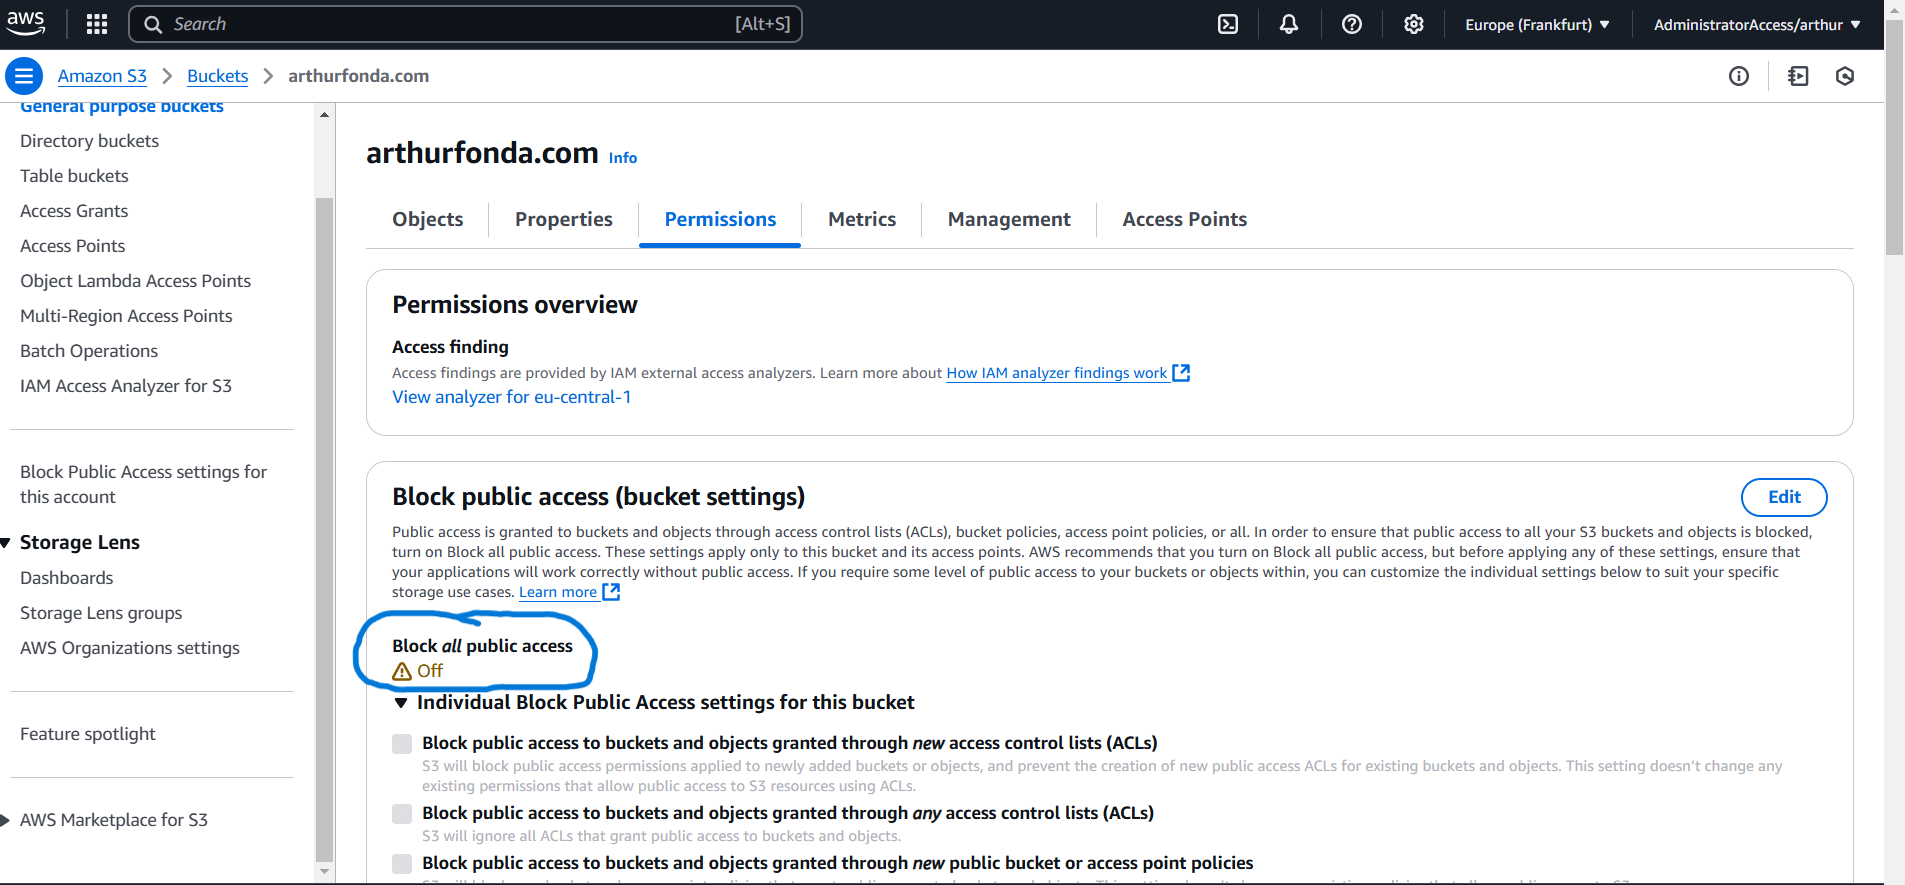 aws
Search [Alt+S]
Europe (Frankfurt)
AdministratorAccess/arthur
Amazon S3 Buckets arthurfonda.com
General purpose buckets
Directory buckets
Table buckets
Access Grants
Access Points
Object Lambda Access Points
Multi-Region Access Points
Batch Operations
IAM Access Analyzer for S3
Block Public Access settings for
this account
Storage Lens
Dashboards
Storage Lens groups
AWS Organizations settings
Feature spotlight
AWS Marketplace for S3
arthurfonda.com Info
Objects Properties Permissions Metrics Management Access Points
Permissions overview
Access finding
Access findings are provided by IAM external access analyzers. Learn more about How IAM analyzer findings work
View analyzer for eu-central-1
Block public access (bucket settings)
Edit
Public access is granted to buckets and objects through access control lists (ACLs), bucket policies, access point policies, or all. In order to ensure that public access to all your S3 buckets and objects is blocked,
turn on Block all public access. These settings apply only to this bucket and its access points. AWS recommends that you turn on Block all public access, but before applying any of these settings, ensure that
your applications will work correctly without public access. If you require some level of public access to your buckets or objects within, you can customize the individual settings below to suit your specific
storage use cases. Learn more
Block all public access
Off
Individual Block Public Access settings for this bucket
Block public access to buckets and objects granted through new access control lists (ACLs)
S3 will block public access permissions applied to newly added buckets or objects, and prevent the creation of new public access ACLs for existing buckets and objects. This setting doesn't change any
existing permissions that allow public access to S3 resources using ACLs.
Block public access to buckets and objects granted through any access control lists (ACLs)
S3 will ignore all ACLs that grant public access to buckets and objects.
Block public access to buckets and objects granted through new public bucket or access point policies